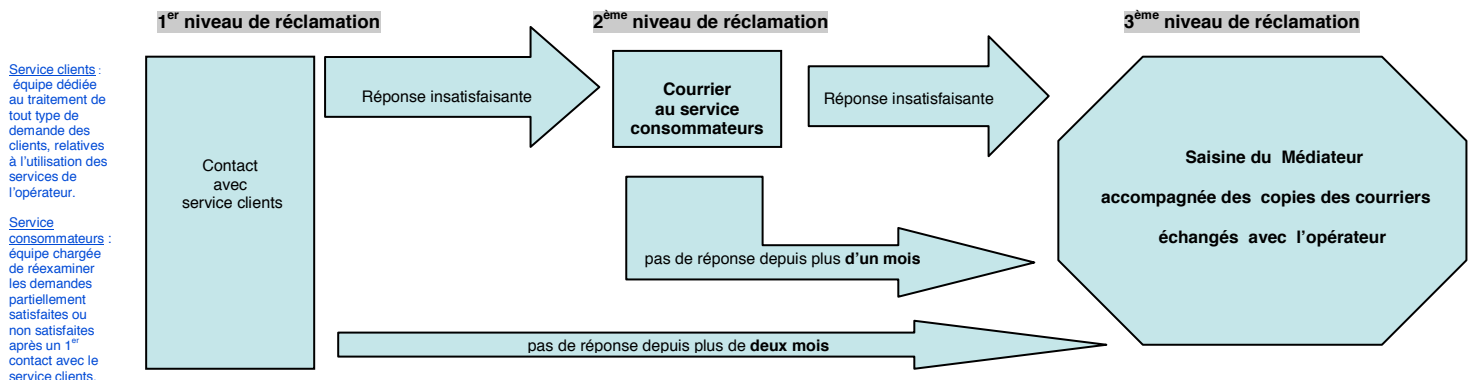 1er niveau de réclamation
2ème niveau de réclamation
3ème niveau de réclamation
Service clients :
équipe dédiée
au traitement de
tout type de
demande des
clients, relatives
à l’utilisation des
services de
l’opérateur.
Service
consommateurs :
équipe chargée
de réexaminer
les demandes
partiellement
satisfaites ou
non satisfaites
après un 1er
contact avec le
service clients.
Contact
avec
service clients
Réponse insatisfaisante
Courrier
au service
consommateurs
Réponse insatisfaisante
Saisine du Médiateur
accompagnée des copies des courriers
échangés avec l’opérateur
pas de réponse depuis plus d’un mois
pas de réponse depuis plus de deux mois